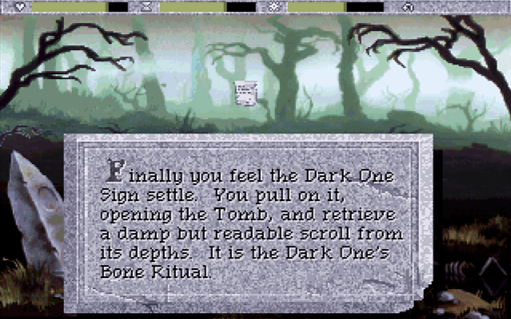 Finally you feel the Dark One
Sign settle.  You pull on it,
opening the Tomb, and retrieve
a damp but readable scroll from
its depths.  It is the Dark One's
Bone Ritual.